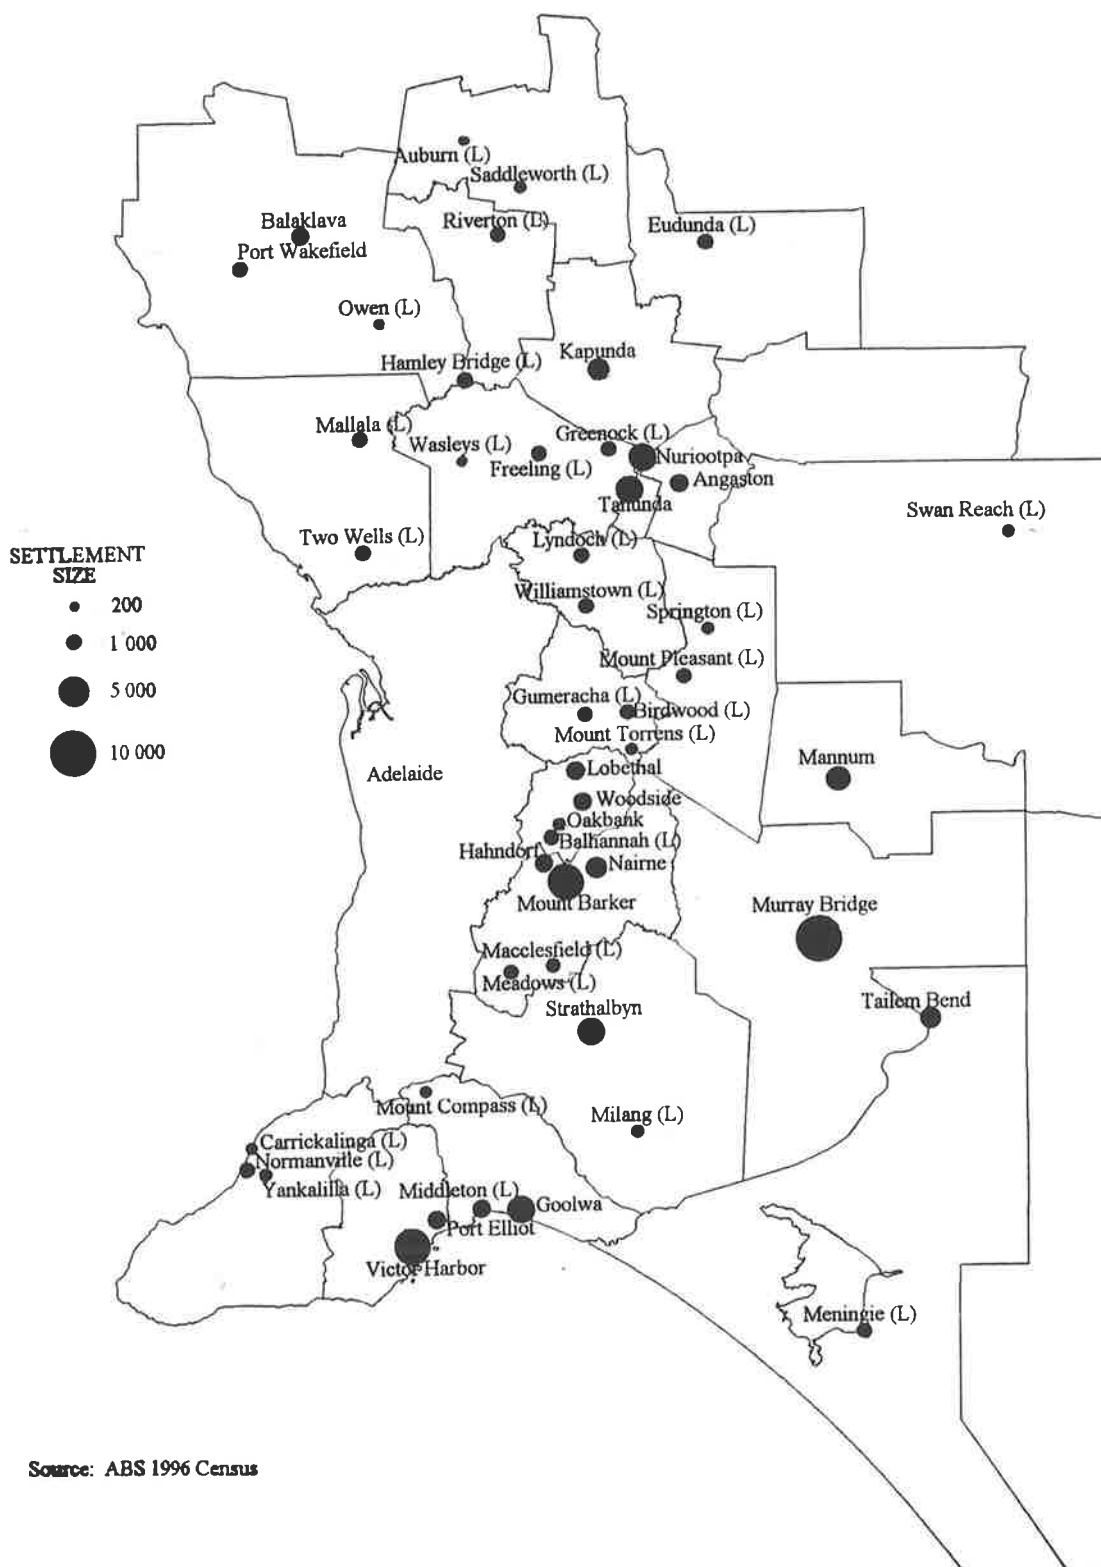 Auburn (L)
Saddleworth (L)
Balaklava
Riverton (L)
Eudunda (L)
Port Wakefield
Owen (L)
Kapunda
Hamley Bridge (L)
Mallala (L)
Wasleys (L)
Greenock (L)
Nuriootpa
Freeling (L)
Angaston
Tanunda
Swan Reach (L)
Two Wells (L)
Lyndoch (L)
SETTLEMENT
SIZE
200
1 000
5 000
10 000
Williamstown (L)
Springton (L)
Mount Pleasant (L)
Gumeracha (L)
Birdwood (L)
Mount Torrens (L)
Adelaide
Lobethal
Mannum
Woodside
Oakbank
Balhannah (L)
Hahndorf
Nairne
Mount Barker
Murray Bridge
Macclesfield (L)
Meadows (L)
Strathalbyn
Tailem Bend
Mount Compass (L)
Milang (L)
Carrickalinga (L)
Normanville (L)
Yankalilla (L)
Middleton (L)
Goolwa
Port Elliot
Victor Harbor
Meningie (L)
Source: ABS 1996 Census